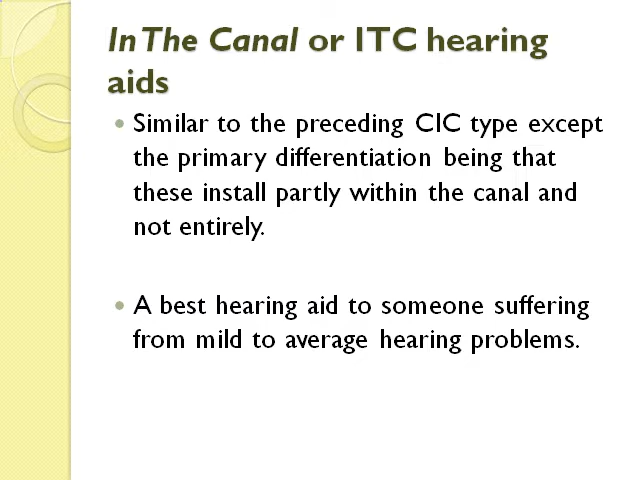 In The Canal or ITC hearing
aids
• Similar to the preceding CIC type except
the primary differentiation being that
these install partly within the canal and
not entirely.
• A best hearing aid to someone suffering
from mild to average hearing problems.